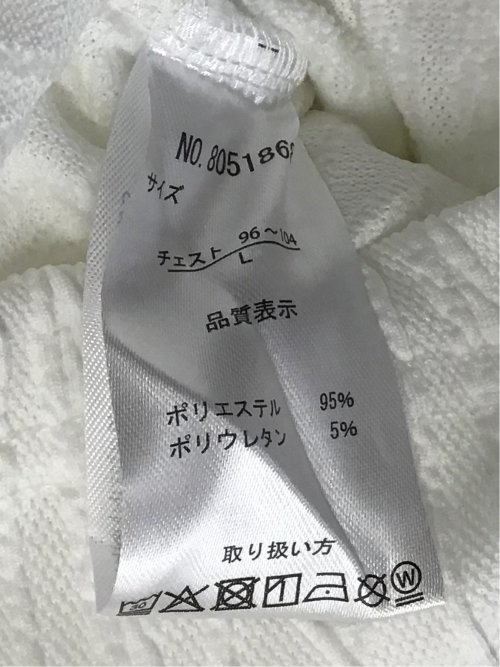 NO. 805186
サイズ
チェスト 96～104
L
品質表示
ポリエステル 95%
ポリウレタン 5%
取り扱い方
30
W